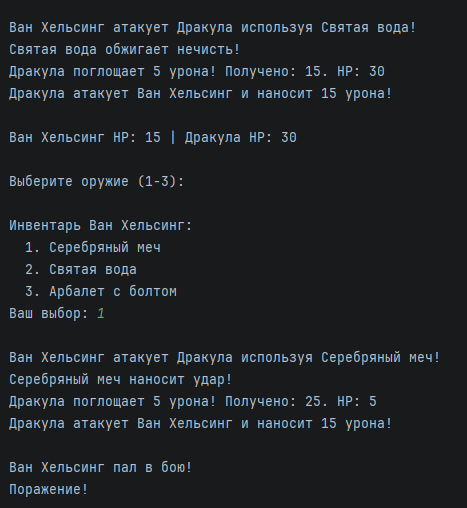 Ван Хельсинг атакует Дракула используя Святая вода!
Святая вода обжигает нечисть!
Дракула поглощает 5 урона! Получено: 15. HP: 30
Дракула атакует Ван Хельсинг и наносит 15 урона!
Ван Хельсинг HP: 15 | Дракула HP: 30
Выберите оружие (1-3):
Инвентарь Ван Хельсинг:
1. Серебряный меч
2. Святая вода
3. Арбалет с болтом
Ваш выбор: 1
Ван Хельсинг атакует Дракула используя Серебряный меч!
Серебряный меч наносит удар!
Дракула поглощает 5 урона! Получено: 25. HP: 5
Дракула атакует Ван Хельсинг и наносит 15 урона!
Ван Хельсинг пал в бою!
Поражение!